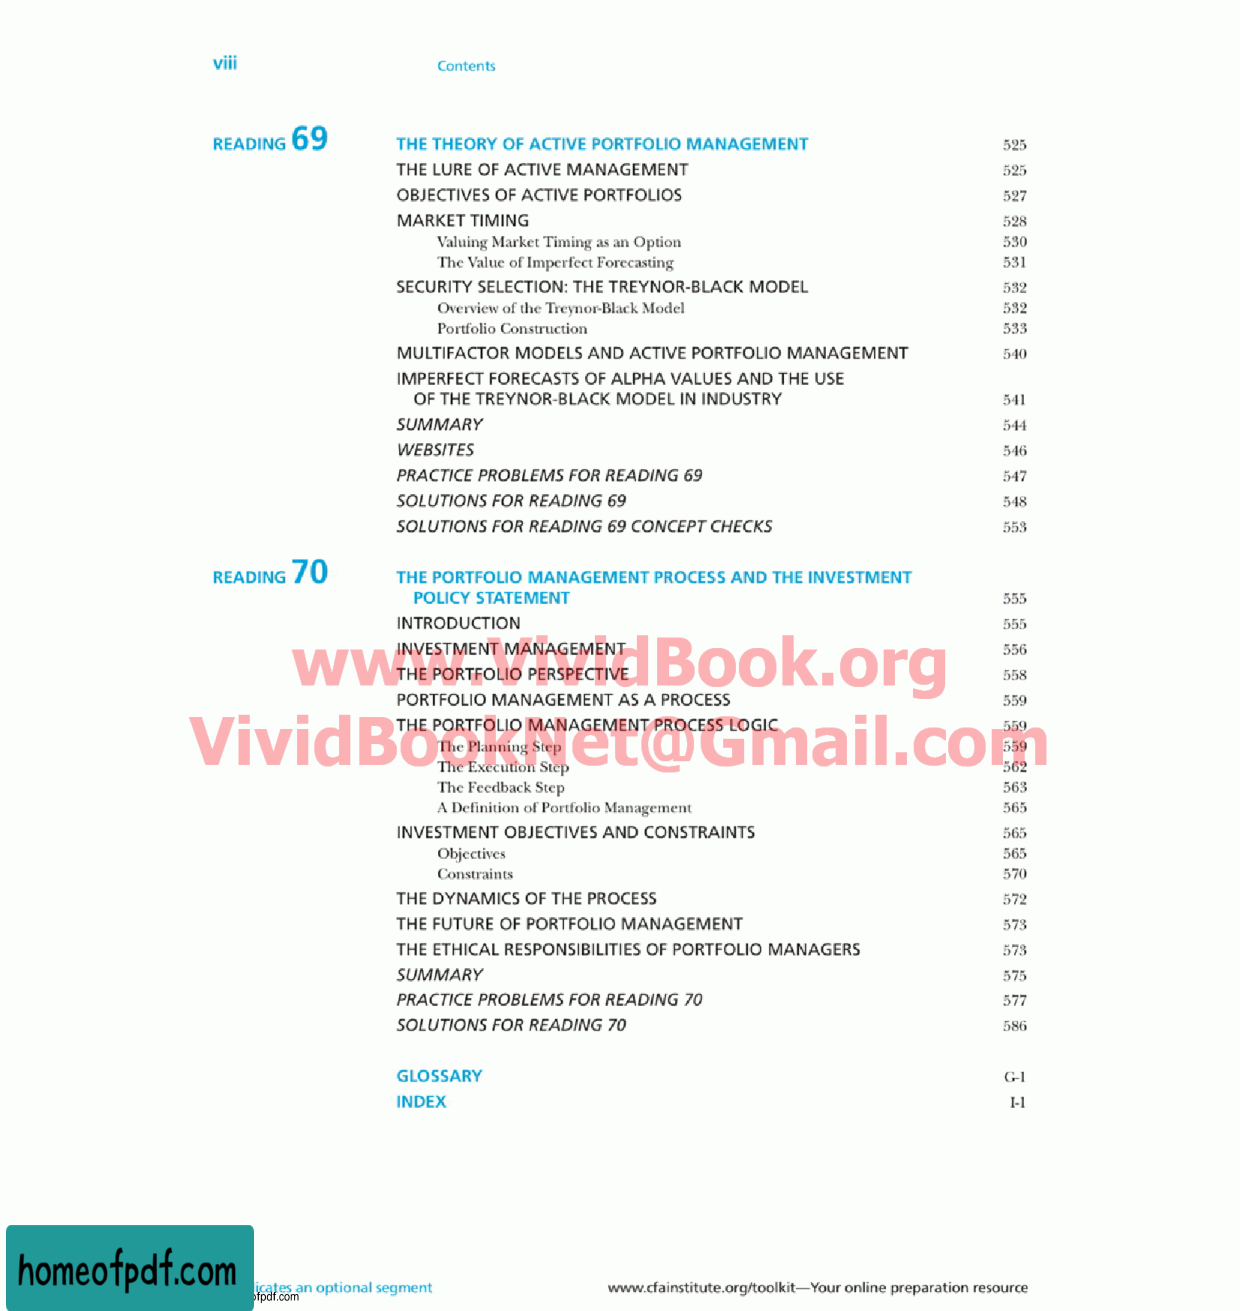 viii Contents
READING 69 THE THEORY OF ACTIVE PORTFOLIO MANAGEMENT 525
THE LURE OF ACTIVE MANAGEMENT 525
OBJECTIVES OF ACTIVE PORTFOLIOS 527
MARKET TIMING 528
Valuing Market Timing as an Option 530
The Value of Imperfect Forecasting 531
SECURITY SELECTION: THE TREYNOR-BLACK MODEL 532
Overview of the Treynor-Black Model 532
Portfolio Construction 533
MULTIFACTOR MODELS AND ACTIVE PORTFOLIO MANAGEMENT 540
IMPERFECT FORECASTS OF ALPHA VALUES AND THE USE
OF THE TREYNOR-BLACK MODEL IN INDUSTRY 541
SUMMARY 544
WEBSITES 546
PRACTICE PROBLEMS FOR READING 69 547
SOLUTIONS FOR READING 69 548
SOLUTIONS FOR READING 69 CONCEPT CHECKS 553
READING 70 THE PORTFOLIO MANAGEMENT PROCESS AND THE INVESTMENT
POLICY STATEMENT 555
INTRODUCTION 555
INVESTMENT MANAGEMENT 556
www.VividBook.org
THE PORTFOLIO PERSPECTIVE 558
PORTFOLIO MANAGEMENT AS A PROCESS 559
THE PORTFOLIO MANAGEMENT PROCESS LOGIC 559
VividBookNet@Gmail.com
The Planning Step 559
The Execution Step 562
The Feedback Step 563
A Definition of Portfolio Management 565
INVESTMENT OBJECTIVES AND CONSTRAINTS 565
Objectives 565
Constraints 570
THE DYNAMICS OF THE PROCESS 572
THE FUTURE OF PORTFOLIO MANAGEMENT 573
THE ETHICAL RESPONSIBILITIES OF PORTFOLIO MANAGERS 573
SUMMARY 575
PRACTICE PROBLEMS FOR READING 70 577
SOLUTIONS FOR READING 70 586
GLOSSARY G-1
INDEX I-1
homeofpdf.com
an optional segment www.cfainstitute.org/toolkit—Your online preparation resource